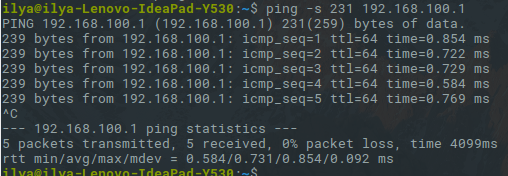 ilya@ilya-Lenovo-IdeaPad-Y530:~$ ping -s 231 192.168.100.1
PING 192.168.100.1 (192.168.100.1) 231(259) bytes of data.
239 bytes from 192.168.100.1: icmp_seq=1 ttl=64 time=0.854 ms
239 bytes from 192.168.100.1: icmp_seq=2 ttl=64 time=0.722 ms
239 bytes from 192.168.100.1: icmp_seq=3 ttl=64 time=0.729 ms
239 bytes from 192.168.100.1: icmp_seq=4 ttl=64 time=0.584 ms
239 bytes from 192.168.100.1: icmp_seq=5 ttl=64 time=0.769 ms
^C
--- 192.168.100.1 ping statistics ---
5 packets transmitted, 5 received, 0% packet loss, time 4099ms
rtt min/avg/max/mdev = 0.584/0.731/0.854/0.092 ms
ilya@ilya-Lenovo-IdeaPad-Y530:~$